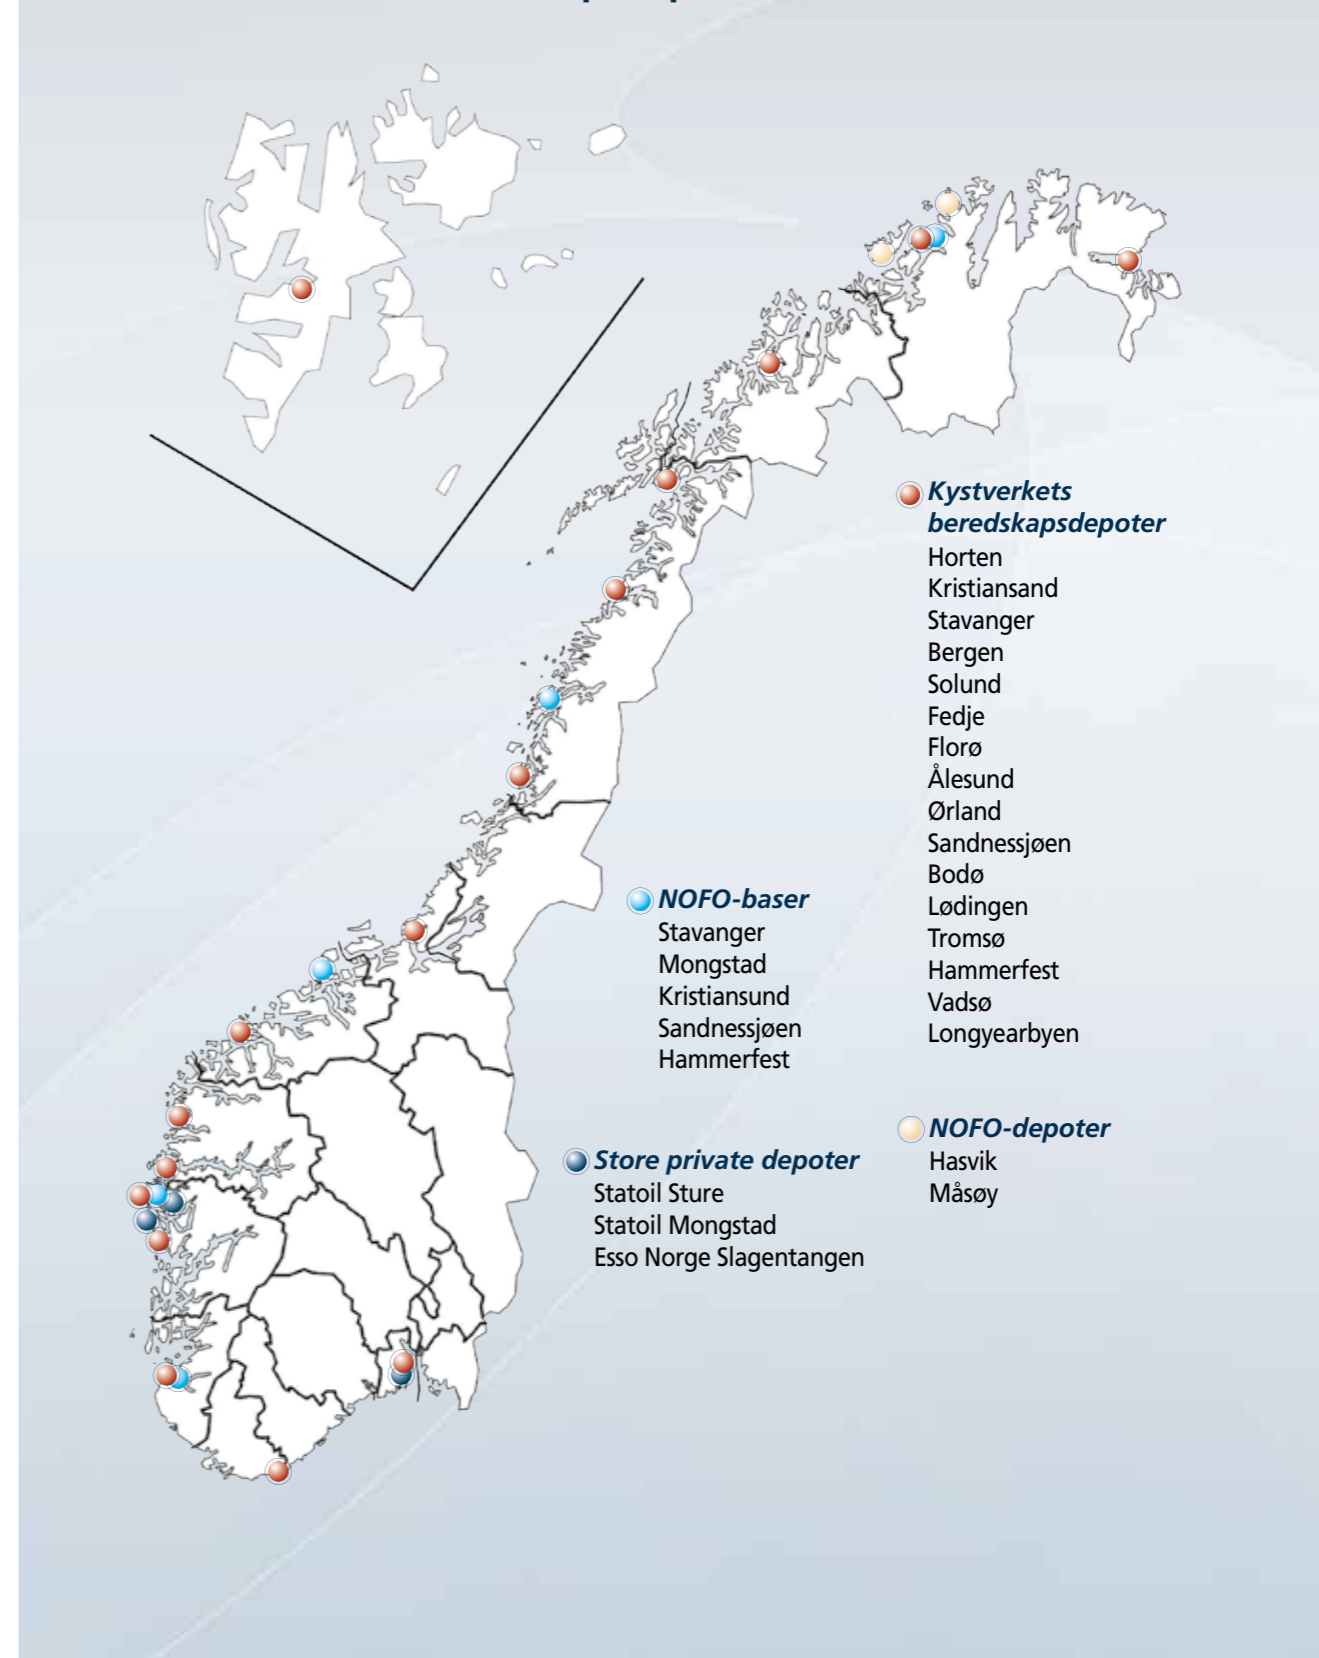 Kystverkets
beredskapsdepoter
Horten
Kristiansand
Stavanger
Bergen
Solund
Fedje
Florø
Ålesund
Ørland
Sandnessjøen
Bodø
Lødingen
Tromsø
Hammerfest
Vadsø
Longyearbyen
NOFO-baser
Stavanger
Mongstad
Kristiansund
Sandnessjøen
Hammerfest
NOFO-depoter
Hasvik
Måsøy
Store private depoter
Statoil Sture
Statoil Mongstad
Esso Norge Slagentangen